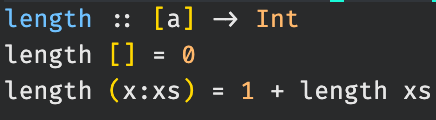 length :: [a] -> Int
length [] = 0
length (x:xs) = 1 + length xs